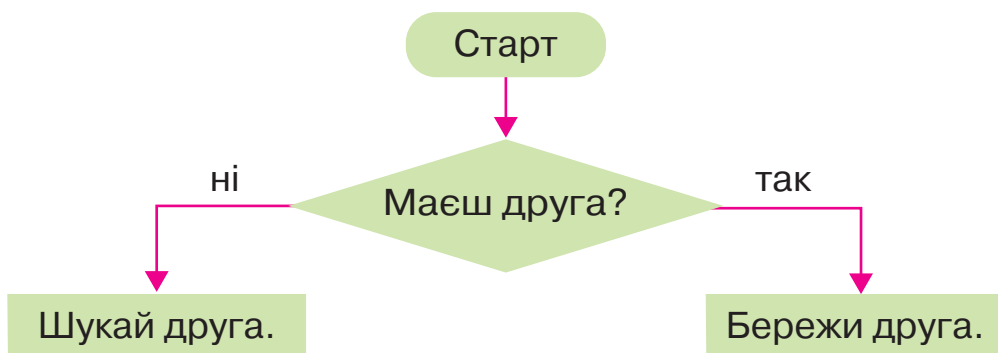 Старт
ні
так
Маєш друга?
Шукай друга.
Бережи друга.